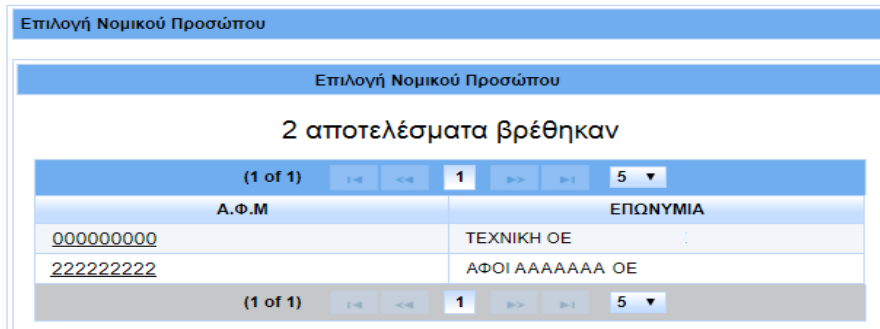 Επιλογή Νομικού Προσώπου
Επιλογή Νομικού Προσώπου
2 αποτελέσματα βρέθηκαν
(1 of 1) 1 5
Α.Φ.Μ ΕΠΩΝΥΜΙΑ
000000000 ΤΕΧΝΙΚΗ ΟΕ
222222222 ΑΦΟΙ ΑΑΑΑΑΑΑ ΟΕ
(1 of 1) 1 5